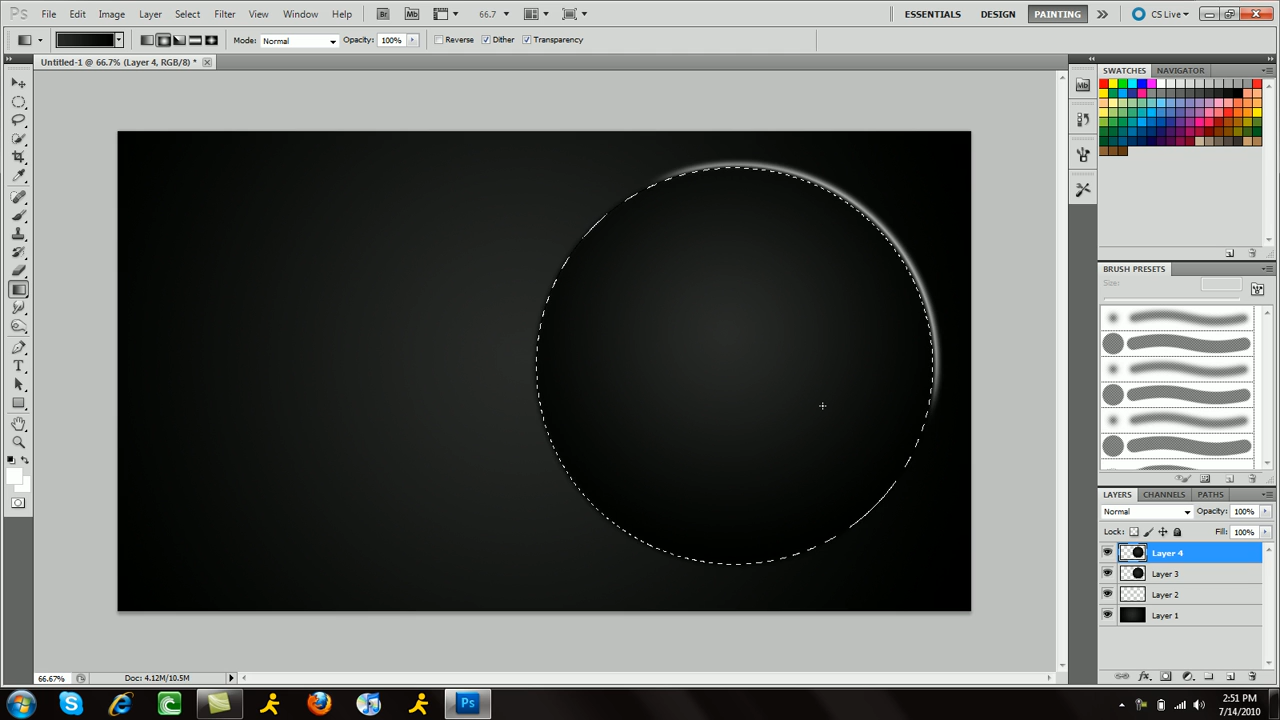 Ps File Edit Image Layer Select Filter View Window Help Br Mb 66.7 ESSENTIALS DESIGN PAINTING CS Live
Mode: Normal Opacity: 100% Reverse Dither Transparency
Untitled-1 @ 66.7% (Layer 4, RGB/8) *
SWATCHES NAVIGATOR
Mb
BRUSH PRESETS
Size:
LAYERS CHANNELS PATHS
Normal Opacity: 100%
Lock: Fill: 100%
Layer 4
Layer 3
Layer 2
Layer 1
66.67% Doc: 4.12M/10.5M
Ps
2:51 PM
7/14/2010